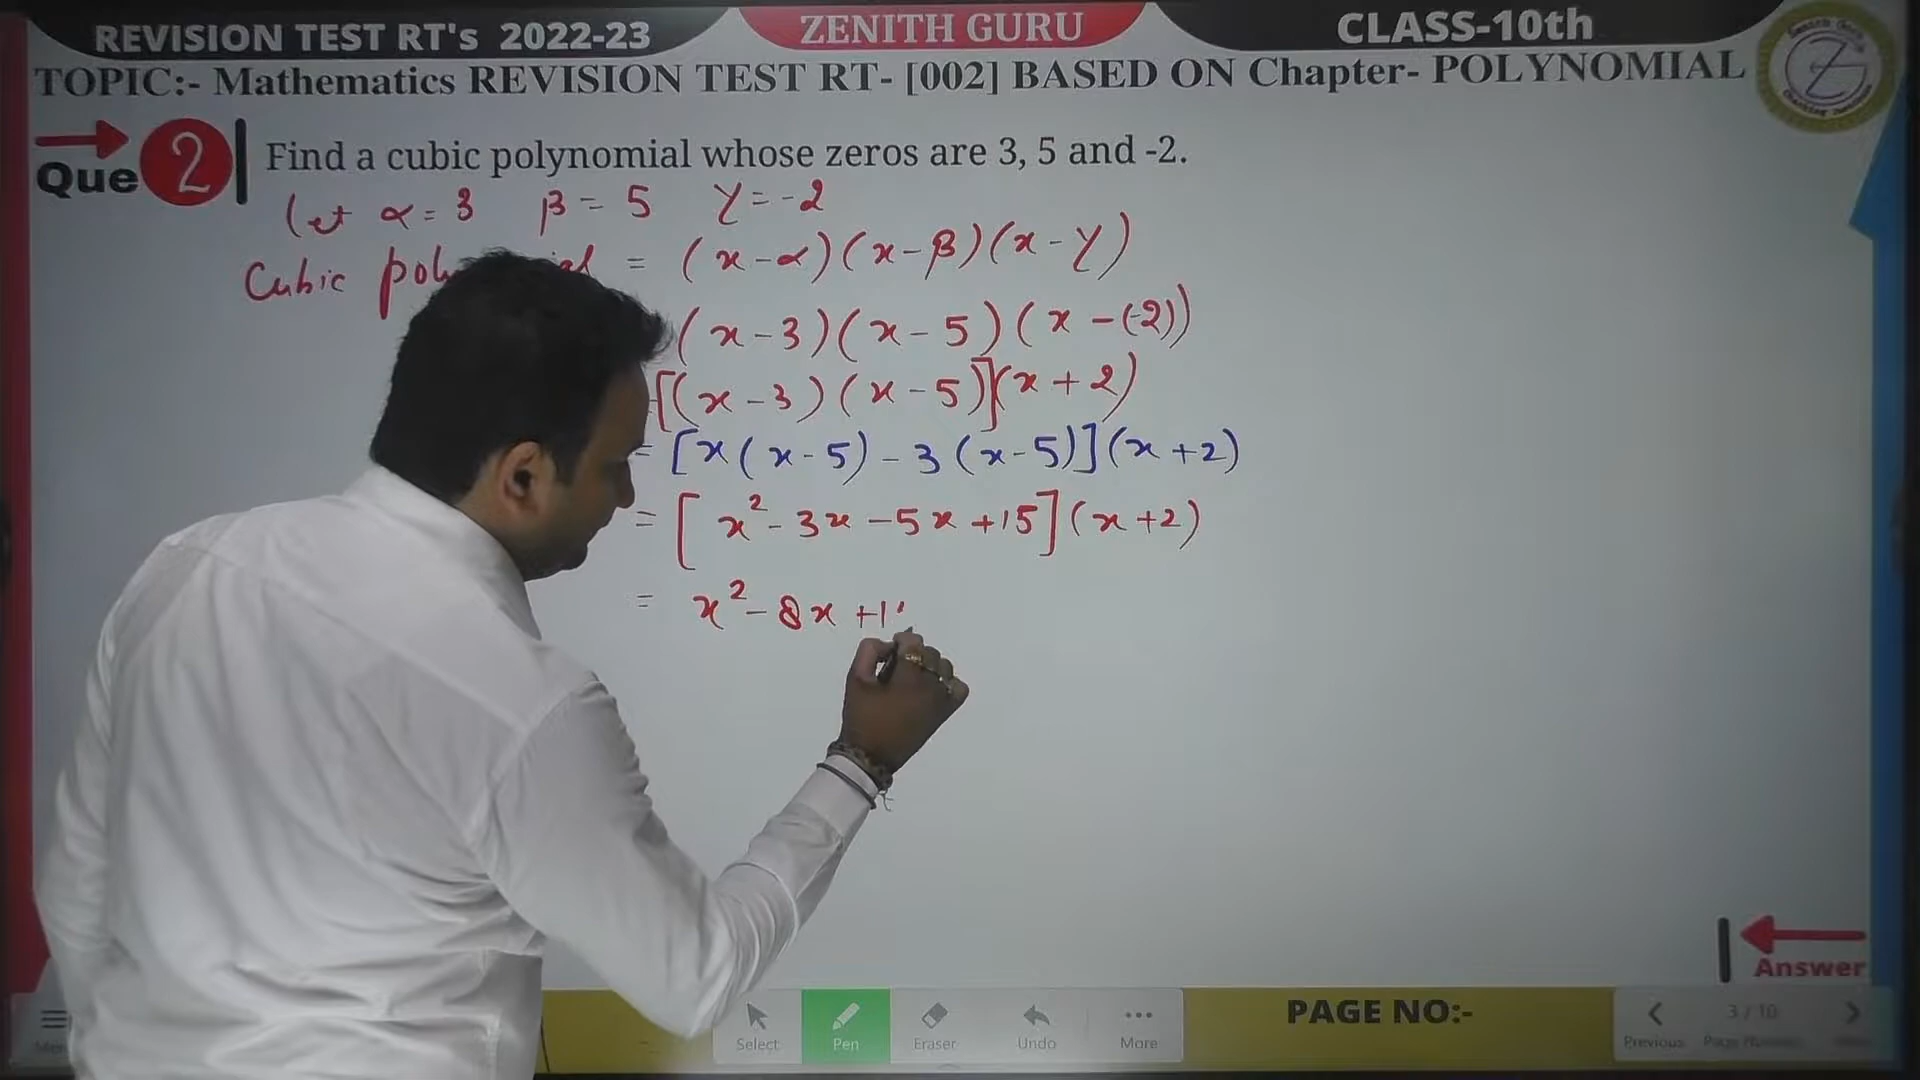 REVISION TEST RT's 2022-23
ZENITH GURU
CLASS-10th
TOPIC:- Mathematics REVISION TEST RT- [002] BASED ON Chapter- POLYNOMIAL
Que 2
Find a cubic polynomial whose zeros are 3, 5 and -2.
Let α = 3 β = 5 γ = -2
Cubic = (x-α)(x-β)(x-γ)
(x-3)(x-5)(x-(-2))
[(x-3)(x-5)](x+2)
= [x(x-5)-3(x-5)](x+2)
= [x²-3x-5x+15](x+2)
= x²-8x+1
Answer
PAGE NO:-
Select
Pen
Eraser
Undo
More
Previous
3 / 10